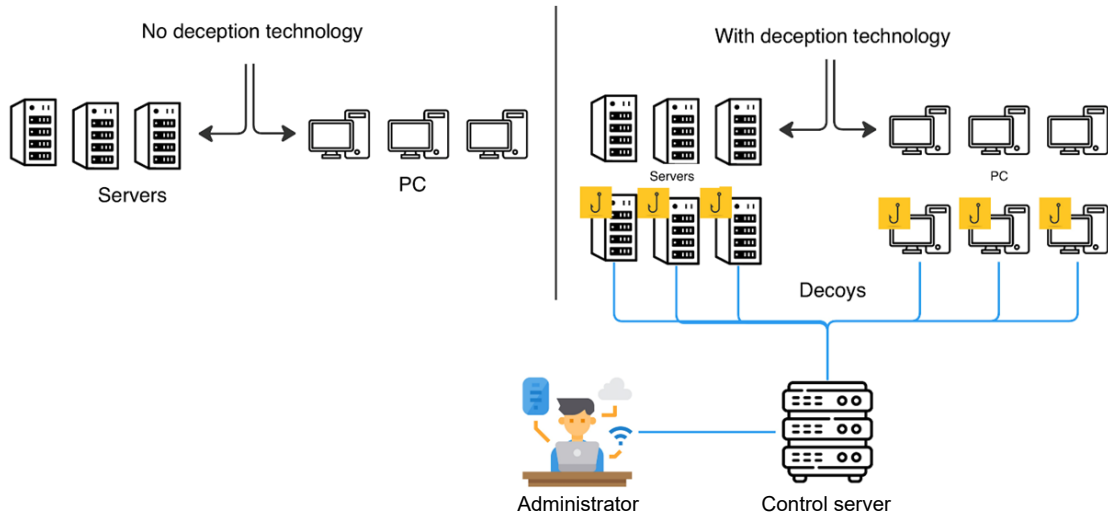 No deception technology
With deception technology
Servers
PC
Servers
PC
Decoys
Administrator
Control server